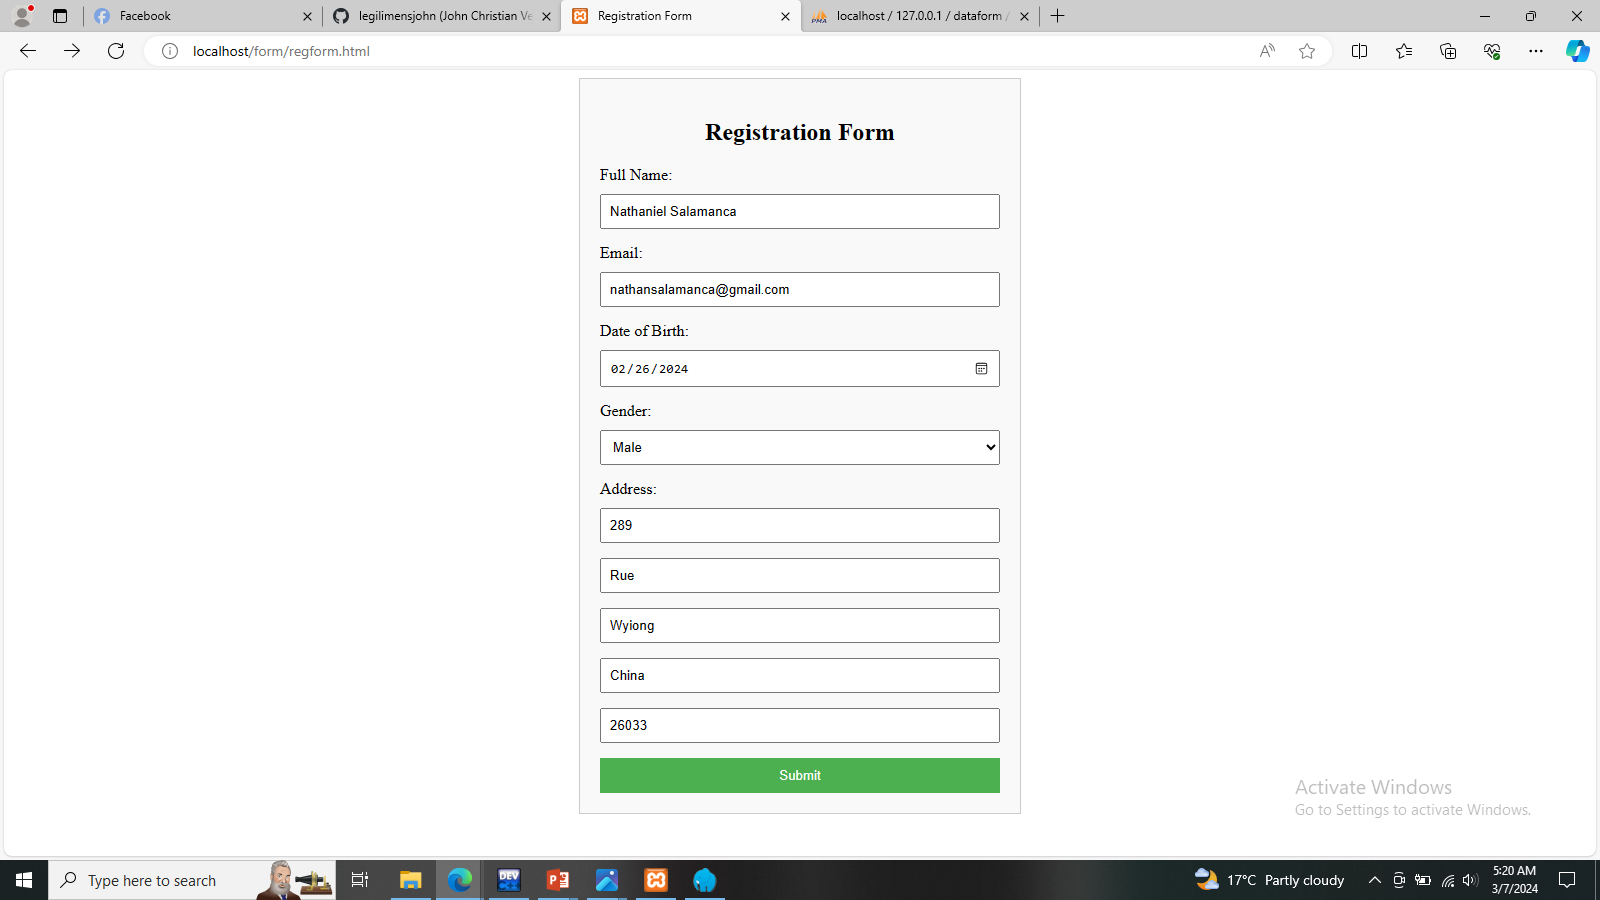 Facebook
legilimensjohn (John Christian Ve
Registration Form
localhost / 127.0.0.1 / dataform /
localhost/form/regform.html
Registration Form
Full Name:
Nathaniel Salamanca
Email:
nathansalamanca@gmail.com
Date of Birth:
02/26/2024
Gender:
Male
Address:
289
Rue
Wyiong
China
26033
Submit
Activate Windows
Go to Settings to activate Windows.
Type here to search
DEV
17°C Partly cloudy
5:20 AM
3/7/2024